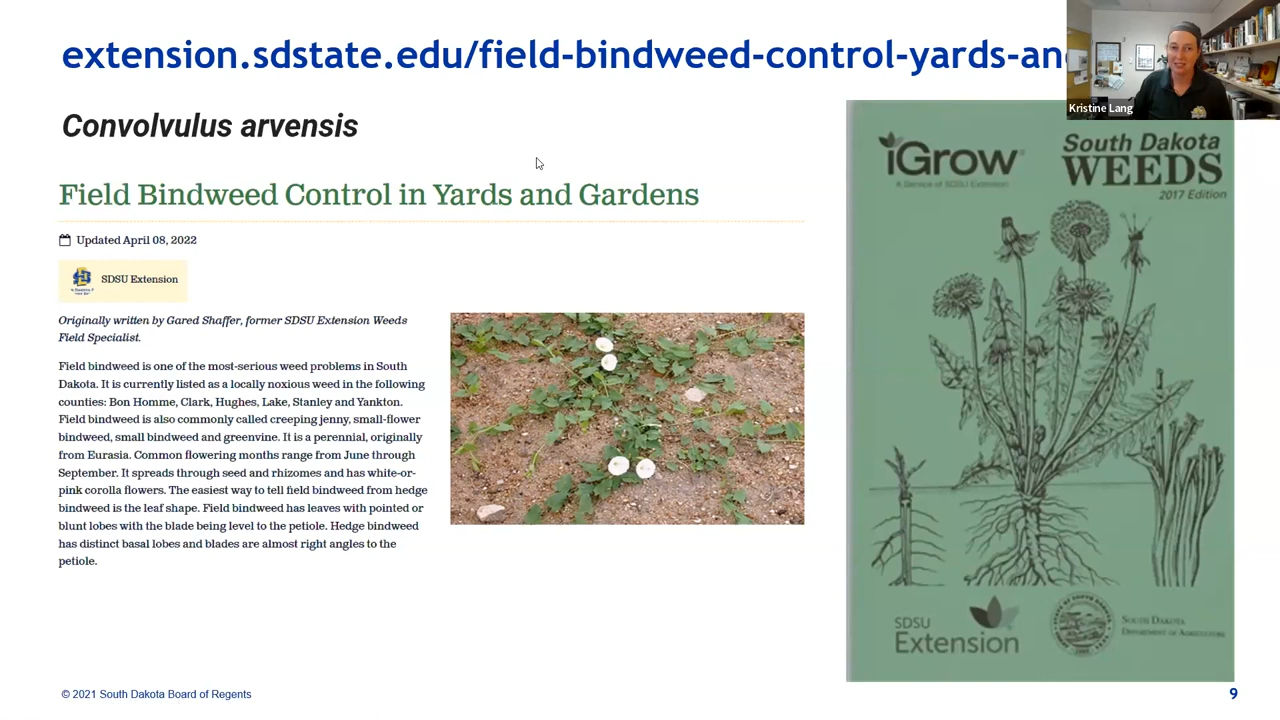 extension.sdstate.edu/field-bindweed-control-yards-an
Kristine Lang
Convolvulus arvensis
Field Bindweed Control in Yards and Gardens
Updated April 08, 2022
SDSU Extension
Originally written by Gared Shaffer, former SDSU Extension Weeds
Field Specialist.
Field bindweed is one of the most-serious weed problems in South
Dakota. It is currently listed as a locally noxious weed in the following
counties: Bon Homme, Clark, Hughes, Lake, Stanley and Yankton.
Field bindweed is also commonly called creeping jenny, small-flower
bindweed, small bindweed and greenvine. It is a perennial, originally
from Eurasia. Common flowering months range from June through
September. It spreads through seed and rhizomes and has white-or-
pink corolla flowers. The easiest way to tell field bindweed from hedge
bindweed is the leaf shape. Field bindweed has leaves with pointed or
blunt lobes with the blade being level to the petiole. Hedge bindweed
has distinct basal lobes and blades are almost right angles to the
petiole.
iGrow
A Service of SDSU Extension
South Dakota
WEEDS
2017 Edition
SDSU
Extension
South Dakota
Department of Agriculture
© 2021 South Dakota Board of Regents
9